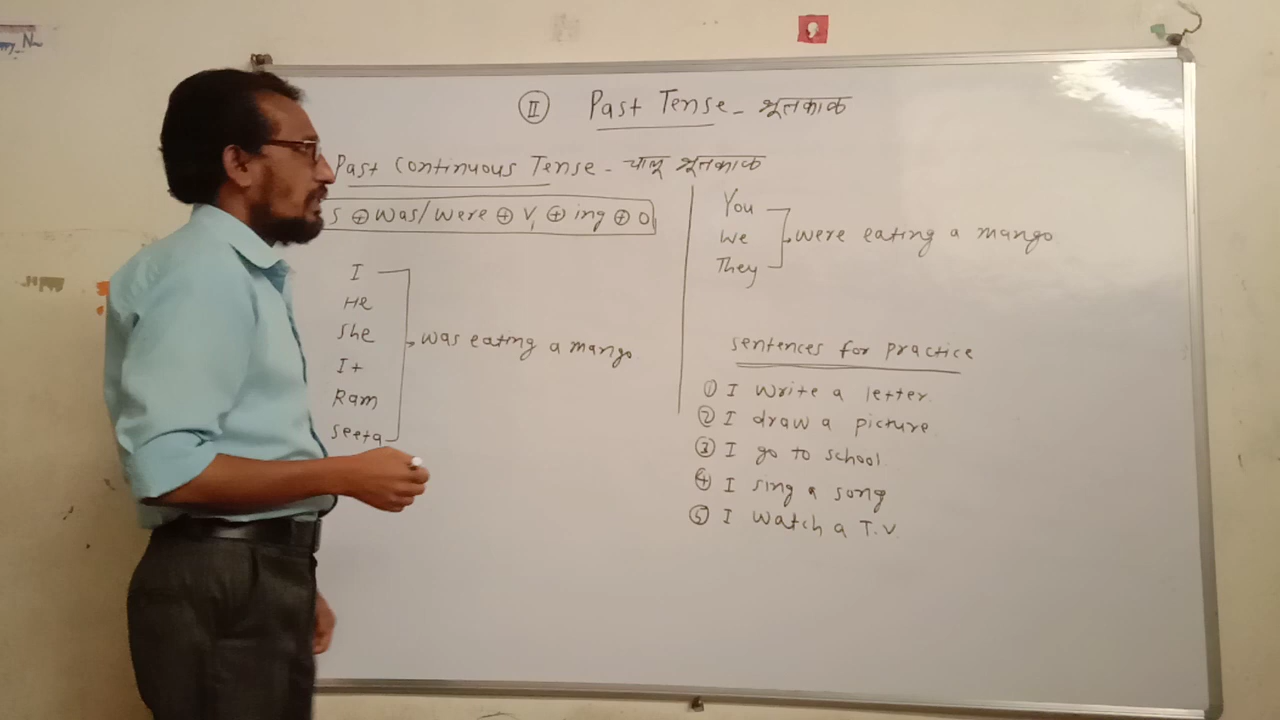 II Past Tense - भूतकाळ
Past Continuous Tense - चालू भूतकाळ
S + Was/Were + V1 + ing + O
I
He
She
It
Ram
Seeta
was eating a mango.
You
We
They
were eating a mango
sentences for practice
1 I Write a letter.
2 I draw a picture
3 I go to school.
4 I sing a song
5 I Watch a T.V.